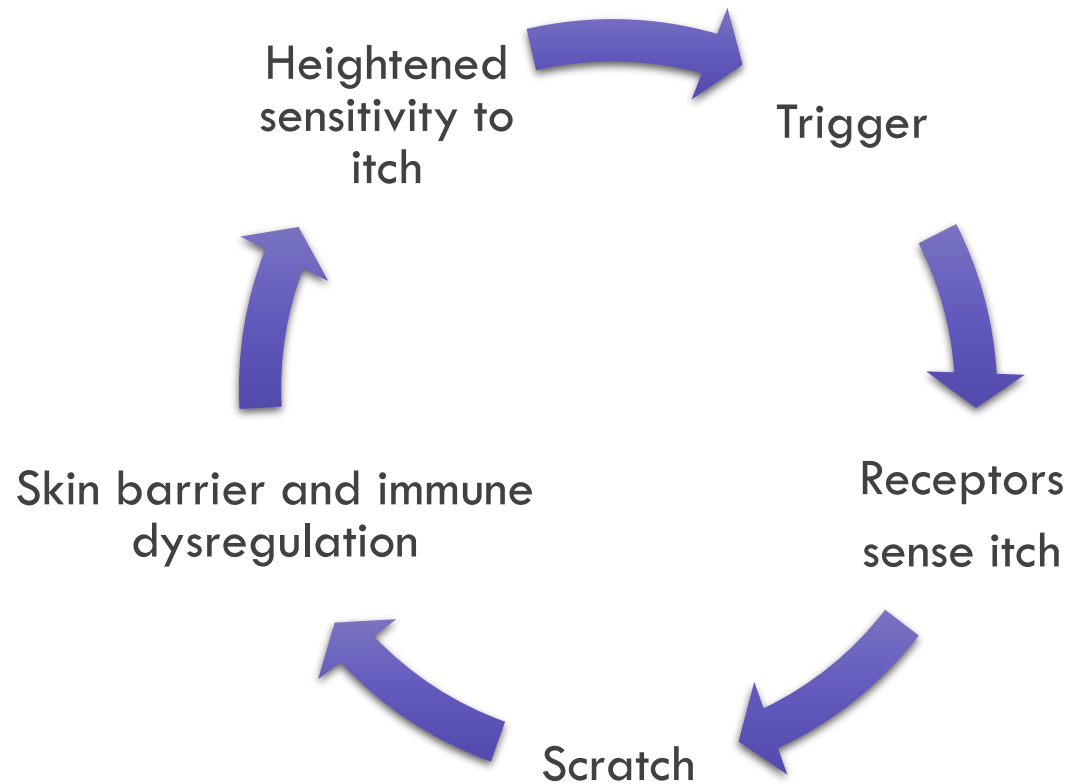 Heightened
sensitivity to
itch
Trigger
Receptors
sense itch
Scratch
Skin barrier and immune
dysregulation